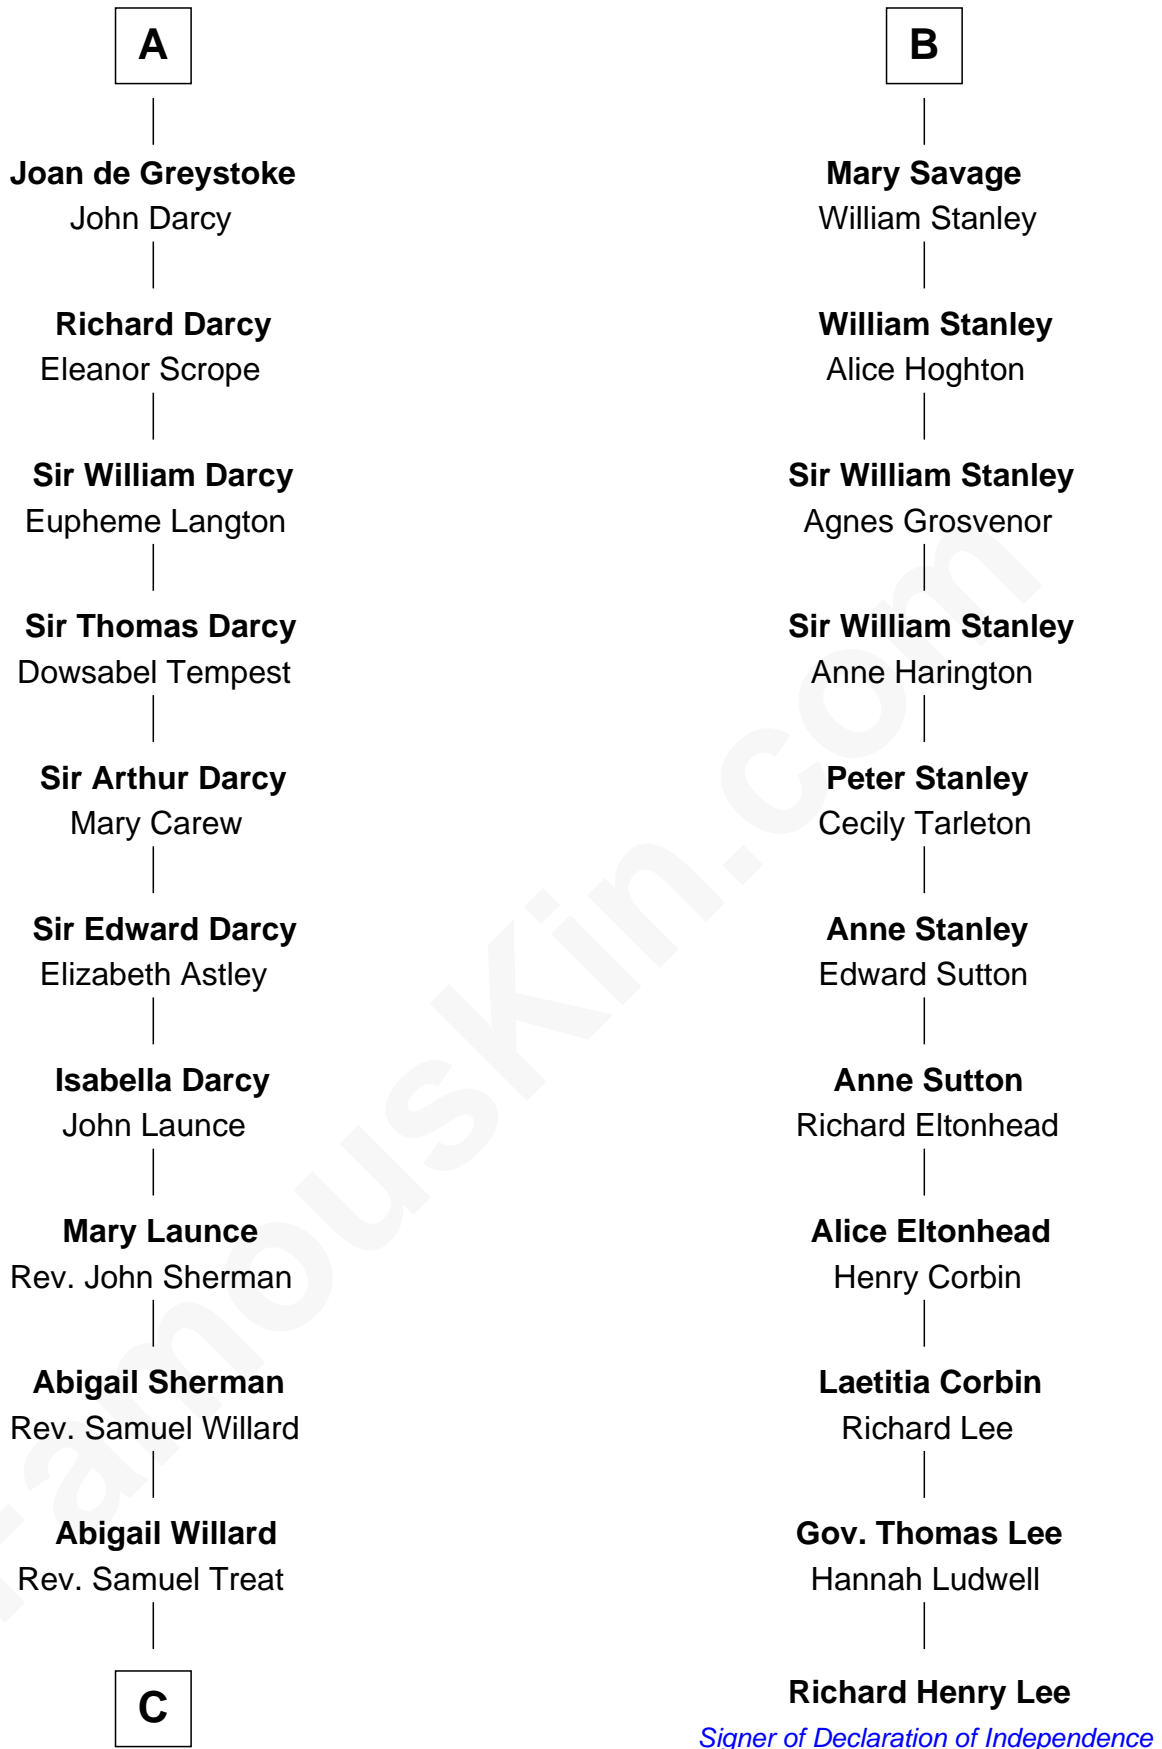 A
Joan de Greystoke
John Darcy
Richard Darcy
Eleanor Scrope
Sir William Darcy
Eupheme Langton
Sir Thomas Darcy
Dowsabel Tempest
Sir Arthur Darcy
Mary Carew
Sir Edward Darcy
Elizabeth Astley
Isabella Darcy
John Launce
Mary Launce
Rev. John Sherman
Abigail Sherman
Rev. Samuel Willard
Abigail Willard
Rev. Samuel Treat
C
B
Mary Savage
William Stanley
William Stanley
Alice Hoghton
Sir William Stanley
Agnes Grosvenor
Sir William Stanley
Anne Harington
Peter Stanley
Cecily Tarleton
Anne Stanley
Edward Sutton
Anne Sutton
Richard Eltonhead
Alice Eltonhead
Henry Corbin
Laetitia Corbin
Richard Lee
Gov. Thomas Lee
Hannah Ludwell
Richard Henry Lee
Signer of Declaration of Independence
FamousKin.com